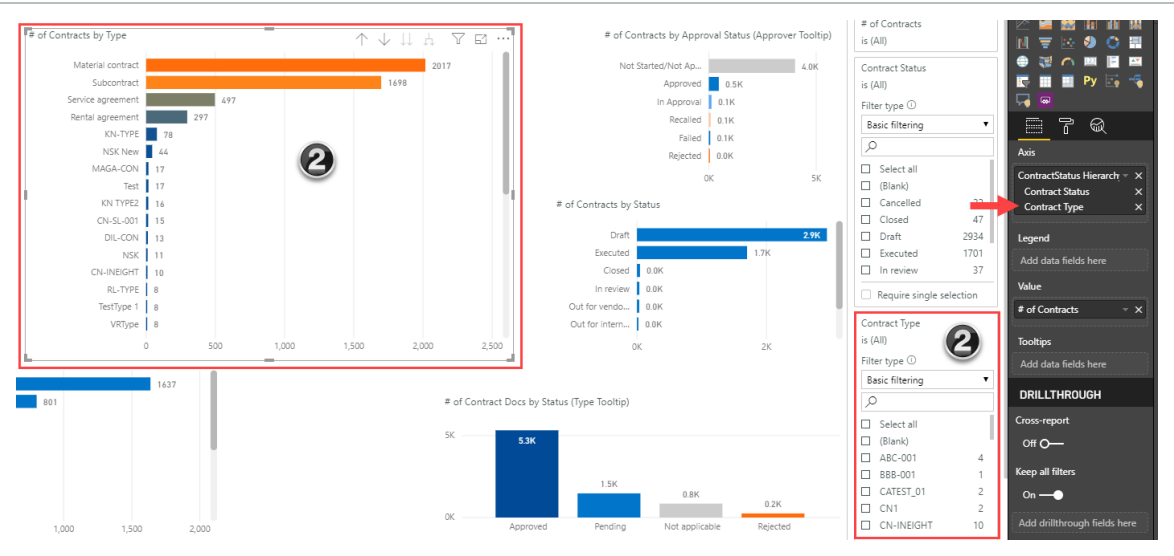 # of Contracts by Type
Material contract 2017
Subcontract 1698
Service agreement 497
Rental agreement 297
KN-TYPE 78
NSK New 44
MAGA-CON 17
Test 17
KN TYPE2 16
CN-SL-001 15
DIL-CON 13
NSK 11
CN-INEIGHT 10
RL-TYPE 8
TestType 1 8
VRType 8
0 500 1,000 1,500 2,000 2,500
2
1637
801
1,000 1,500 2,000
# of Contracts by Approval Status (Approver Tooltip)
Not Started/Not Ap... 4.0K
Approved 0.5K
In Approval 0.1K
Recalled 0.1K
Failed 0.1K
Rejected 0.0K
0K 5K
# of Contracts by Status
Draft 2.9K
Executed 1.7K
Closed 0.0K
In review 0.0K
Out for vendo... 0.0K
Out for intern... 0.0K
0K 2K
# of Contract Docs by Status (Type Tooltip)
5K
0K
5.3K
1.5K
0.8K
0.2K
Approved Pending Not applicable Rejected
# of Contracts
is (All)
Contract Status
is (All)
Filter type
Basic filtering
Select all
(Blank)
Cancelled
Closed 47
Draft 2934
Executed 1701
In review 37
Require single selection
Contract Type
is (All)
2
Filter type
Basic filtering
Select all
(Blank)
ABC-001 4
BBB-001 1
CATEST_01 2
CN1 2
CN-INEIGHT 10
Py
Axis
ContractStatus Hierarch
Contract Status
Contract Type
Legend
Add data fields here
Value
# of Contracts
Tooltips
Add data fields here
DRILLTHROUGH
Cross-report
Off
Keep all filters
On
Add drillthrough fields here